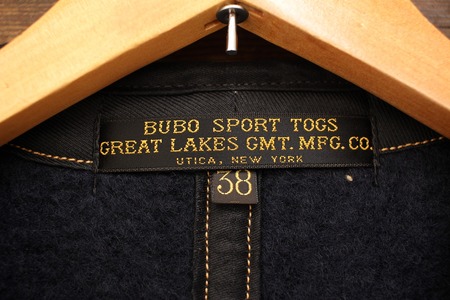 BUBO SPORT TOGS
GREAT LAKES GMT. MFG. CO.
UTICA, NEW YORK
38